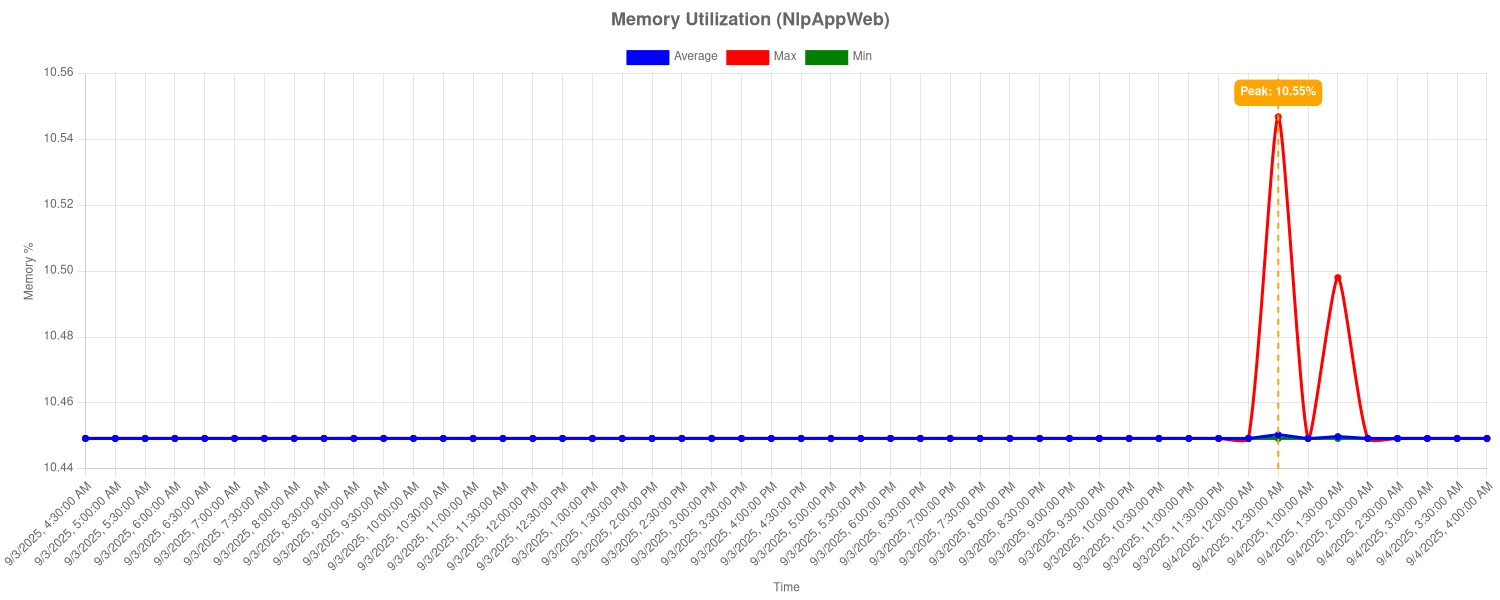 Memory Utilization (NlpAppWeb)
Average Max Min
Peak: 10.55%
10.56
10.54
10.52
10.50
10.48
10.46
10.44
Memory %
9/3/2025, 4:30:00 AM
9/3/2025, 5:00:00 AM
9/3/2025, 5:30:00 AM
9/3/2025, 6:00:00 AM
9/3/2025, 6:30:00 AM
9/3/2025, 7:00:00 AM
9/3/2025, 7:30:00 AM
9/3/2025, 8:00:00 AM
9/3/2025, 8:30:00 AM
9/3/2025, 9:00:00 AM
9/3/2025, 9:30:00 AM
9/3/2025, 10:00:00 AM
9/3/2025, 10:30:00 AM
9/3/2025, 11:00:00 AM
9/3/2025, 11:30:00 AM
9/3/2025, 12:00:00 PM
9/3/2025, 12:30:00 PM
9/3/2025, 1:00:00 PM
9/3/2025, 1:30:00 PM
9/3/2025, 2:00:00 PM
9/3/2025, 2:30:00 PM
9/3/2025, 3:00:00 PM
9/3/2025, 3:30:00 PM
9/3/2025, 4:00:00 PM
9/3/2025, 4:30:00 PM
9/3/2025, 5:00:00 PM
9/3/2025, 5:30:00 PM
9/3/2025, 6:00:00 PM
9/3/2025, 6:30:00 PM
9/3/2025, 7:00:00 PM
9/3/2025, 7:30:00 PM
9/3/2025, 8:00:00 PM
9/3/2025, 8:30:00 PM
9/3/2025, 9:00:00 PM
9/3/2025, 9:30:00 PM
9/3/2025, 10:00:00 PM
9/3/2025, 10:30:00 PM
9/3/2025, 11:00:00 PM
9/3/2025, 11:30:00 PM
9/4/2025, 12:00:00 AM
9/4/2025, 12:30:00 AM
9/4/2025, 1:00:00 AM
9/4/2025, 1:30:00 AM
9/4/2025, 2:00:00 AM
9/4/2025, 2:30:00 AM
9/4/2025, 3:00:00 AM
9/4/2025, 3:30:00 AM
9/4/2025, 4:00:00 AM
Time